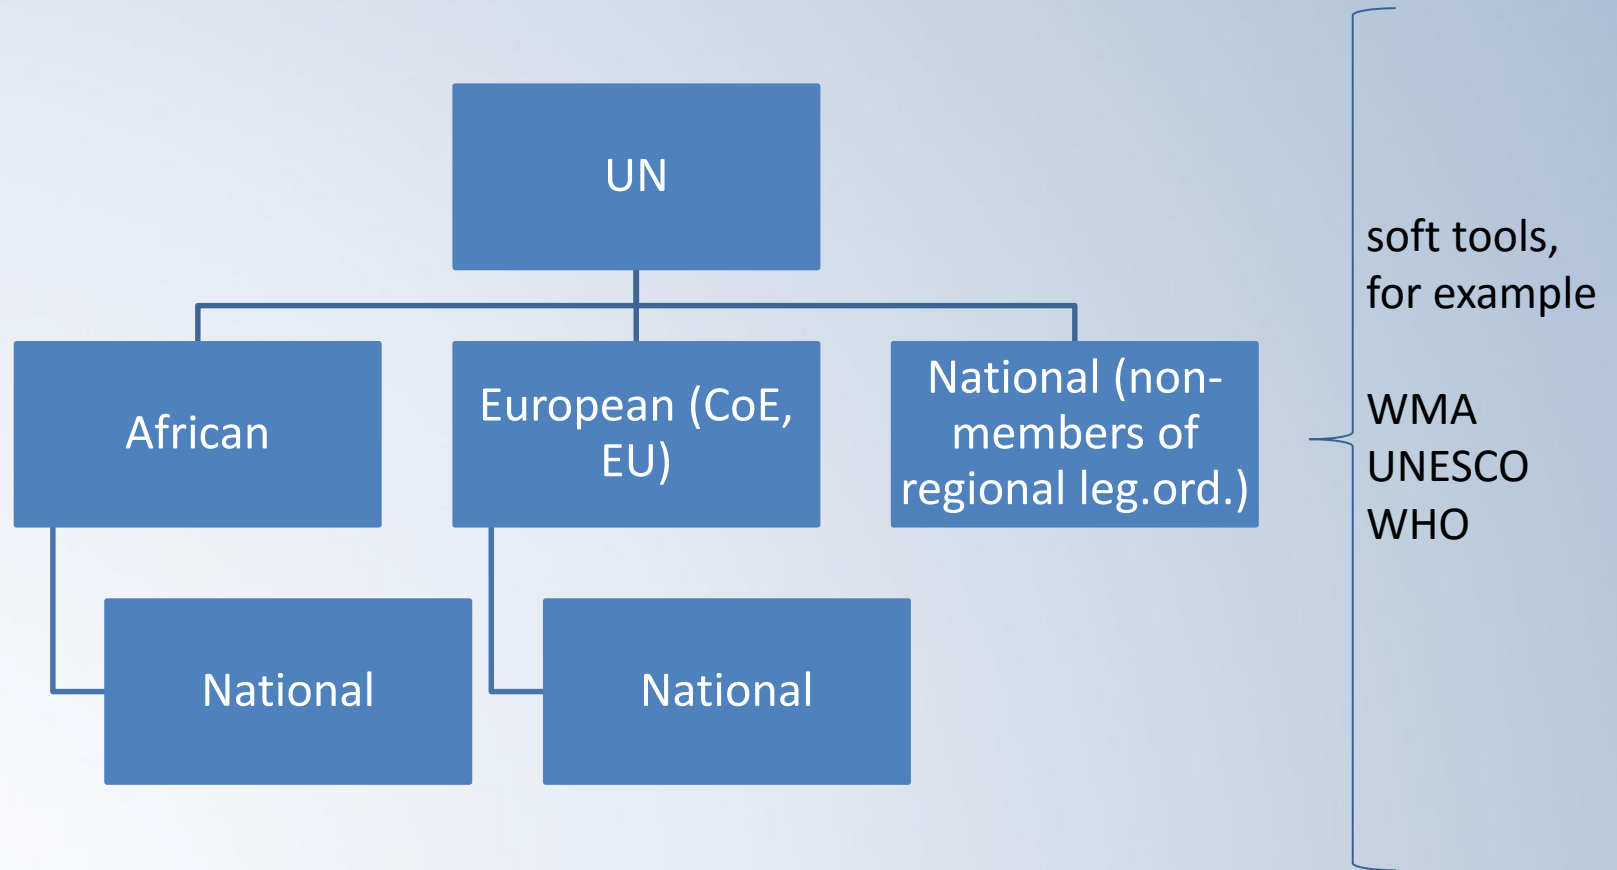 UN
African
European (CoE,
EU)
National (non-
members of
regional leg.ord.)
National
National
soft tools,
for example
WMA
UNESCO
WHO